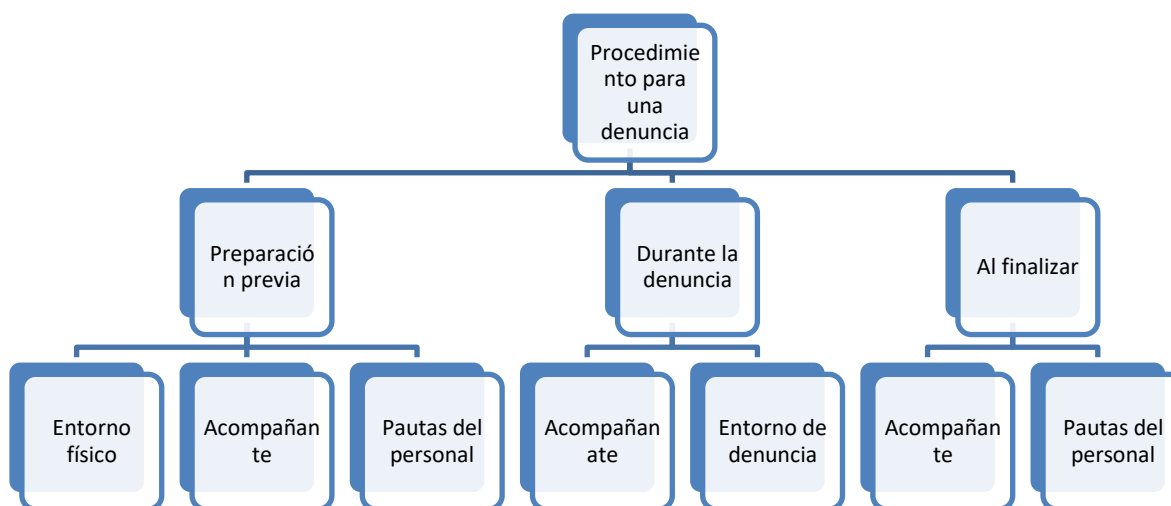 Procedimie
nto para
una
denuncia
Preparació
n previa
Durante la
denuncia
Al finalizar
Entorno
físico
Acompañan
te
Pautas del
personal
Acompañ​ate
Entorno de
denuncia
Acompañan
te
Pautas del
personal